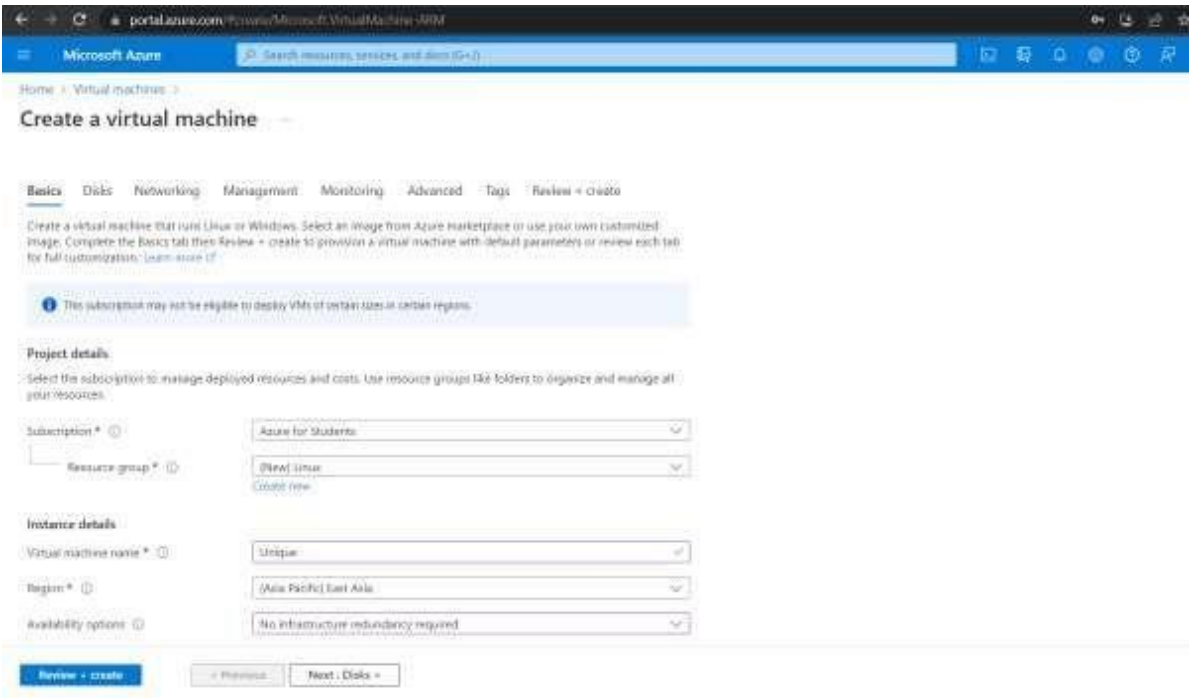 portal.azure.com/#create/Microsoft.VirtualMachine-ARM
Microsoft Azure
Search resources, services, and docs (G+/)
Home > Virtual machines >
Create a virtual machine ...
Basics Disks Networking Management Monitoring Advanced Tags Review + create
Create a virtual machine that runs Linux or Windows. Select an image from Azure marketplace or use your own customized
image. Complete the Basics tab then Review + create to provision a virtual machine with default parameters or review each tab
for full customization. Learn more
This subscription may not be eligible to deploy VMs of certain sizes in certain regions.
Project details
Select the subscription to manage deployed resources and costs. Use resource groups like folders to organize and manage all
your resources.
Subscription *
Azure for Students
Resource group *
(New) Linux
Create new
Instance details
Virtual machine name *
Unique
Region *
(Asia Pacific) East Asia
Availability options
No infrastructure redundancy required
Review + create
< Previous
Next : Disks >